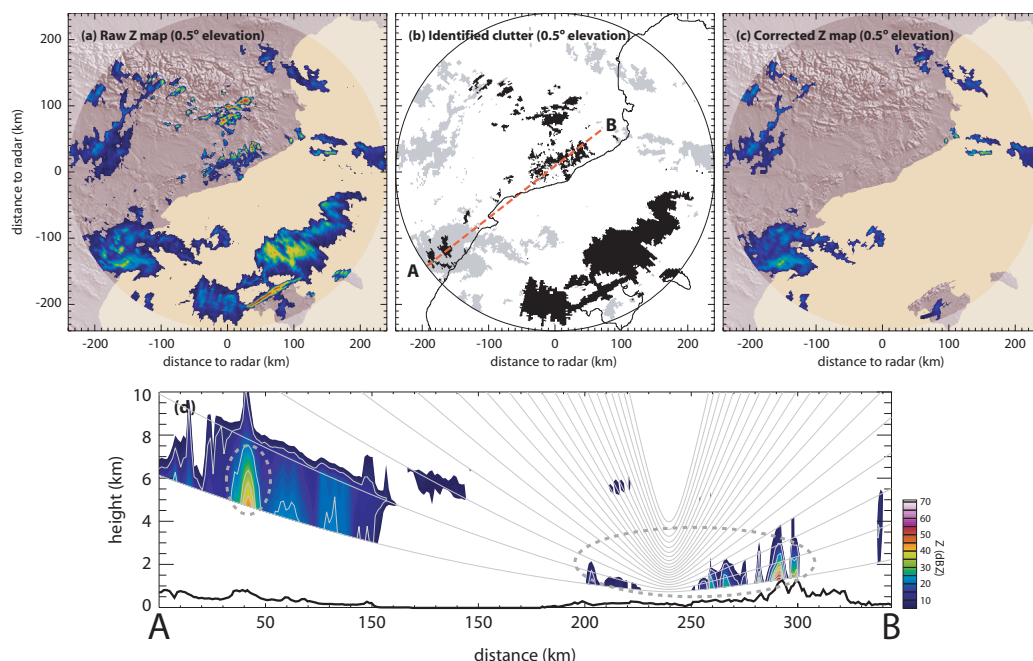 (a) Raw Z map (0.5° elevation)
(b) Identified clutter (0.5° elevation)
(c) Corrected Z map (0.5° elevation)
distance to radar (km)
200
100
0
-100
-200
A
B
-200 -100 0 100 200
-200 -100 0 100 200
-200 -100 0 100 200
distance to radar (km)
distance to radar (km)
distance to radar (km)
(d)
height (km)
10
8
6
4
2
0
70
60
50
40
30
20
10
Z (dBZ)
A 50 150 150 200 250 300 B
distance (km)